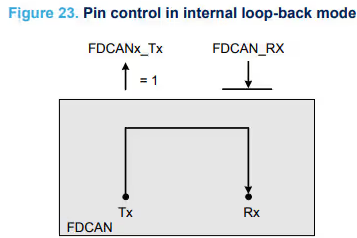 Figure 23. Pin control in internal loop-back mode
FDCANx_Tx FDCAN_RX
= 1
Tx Rx
FDCAN